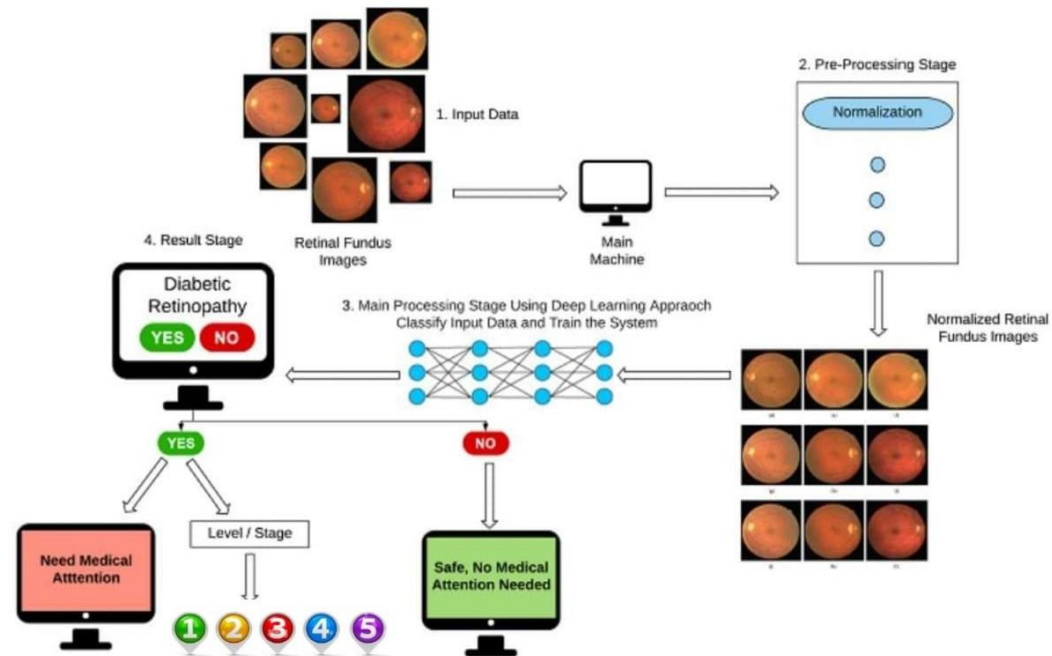 1. Input Data
Retinal Fundus
Images
Main
Machine
2. Pre-Processing Stage
Normalization
Normalized Retinal
Fundus Images
3. Main Processing Stage Using Deep Learning Appraoch
Classify Input Data and Train the System
4. Result Stage
Diabetic
Retinopathy
YES NO
YES
NO
Need Medical
Atttention
Level / Stage
1 2 3 4 5
Safe, No Medical
Attention Needed